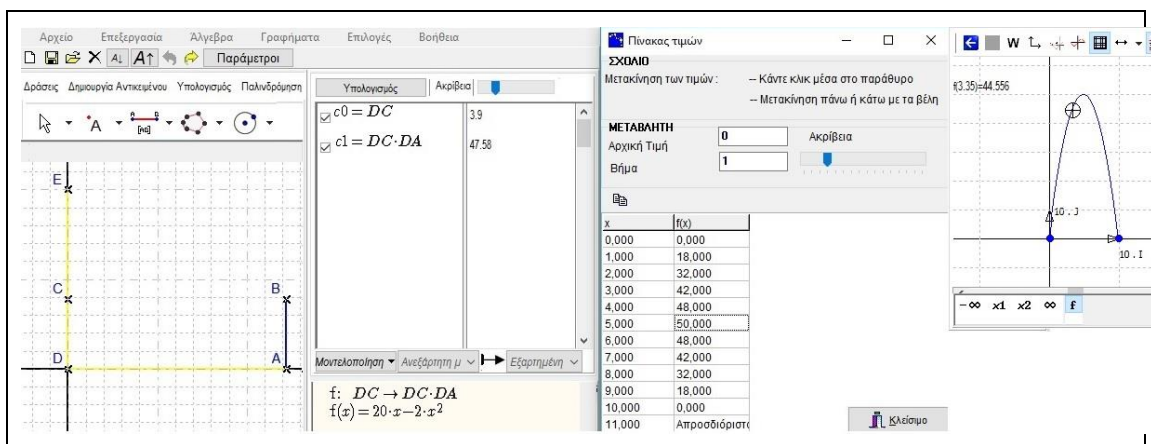 Αρχείο Επεξεργασία Άλγεβρα Γραφήματα Επιλογές Βοήθεια
A↓ A↑ Παράμετροι
Δράσεις Δημιουργία Αντικειμένου Υπολογισμός Παλινδρόμηση
A [AB]
E
C B
D A
Υπολογισμός Ακρίβεια
c0 = DC 3.9
c1 = DC·DA 47.58
Μοντελοποίηση Ανεξάρτητη μ Εξαρτημένη
f: DC → DC·DA
f(x) = 20·x−2·x²
Πίνακας τιμών
ΣΧΟΛΙΟ
Μετακίνηση των τιμών : -- Κάντε κλικ μέσα στο παράθυρο
-- Μετακίνηση πάνω ή κάτω με τα βέλη
ΜΕΤΑΒΛΗΤΗ
Αρχική Τιμή 0 Ακρίβεια
Βήμα 1
x f(x)
0,000 0,000
1,000 18,000
2,000 32,000
3,000 42,000
4,000 48,000
5,000 50,000
6,000 48,000
7,000 42,000
8,000 32,000
9,000 18,000
10,000 0,000
11,000 Απροσδιόριστο
Κλείσιμο
W
f(3.35)=44.556
10 . J
10 . I
−∞ x1 x2 ∞ f